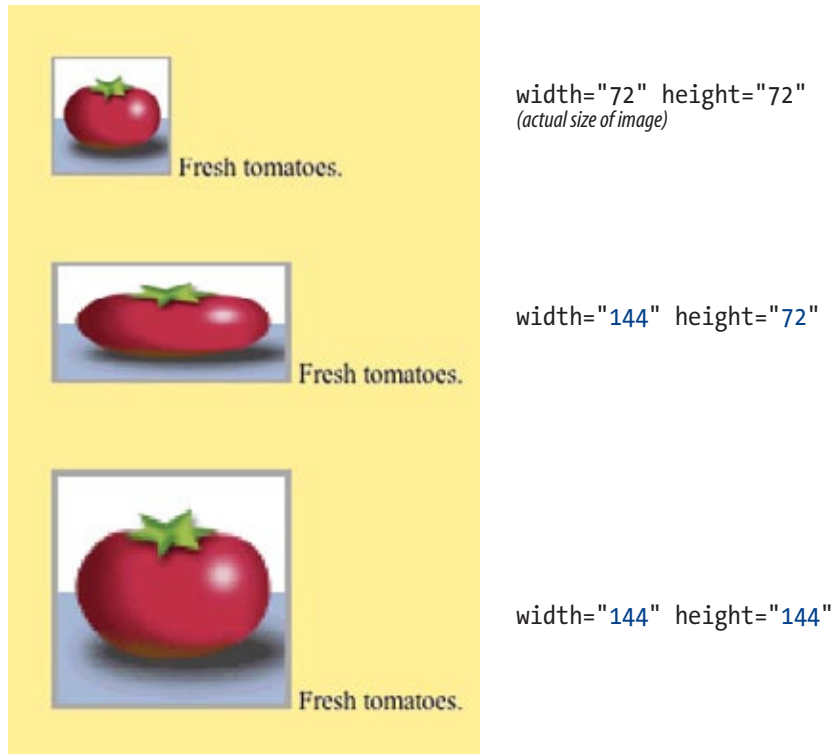 width="72" height="72"
(actual size of image)
Fresh tomatoes.
width="144" height="72"
Fresh tomatoes.
width="144" height="144"
Fresh tomatoes.